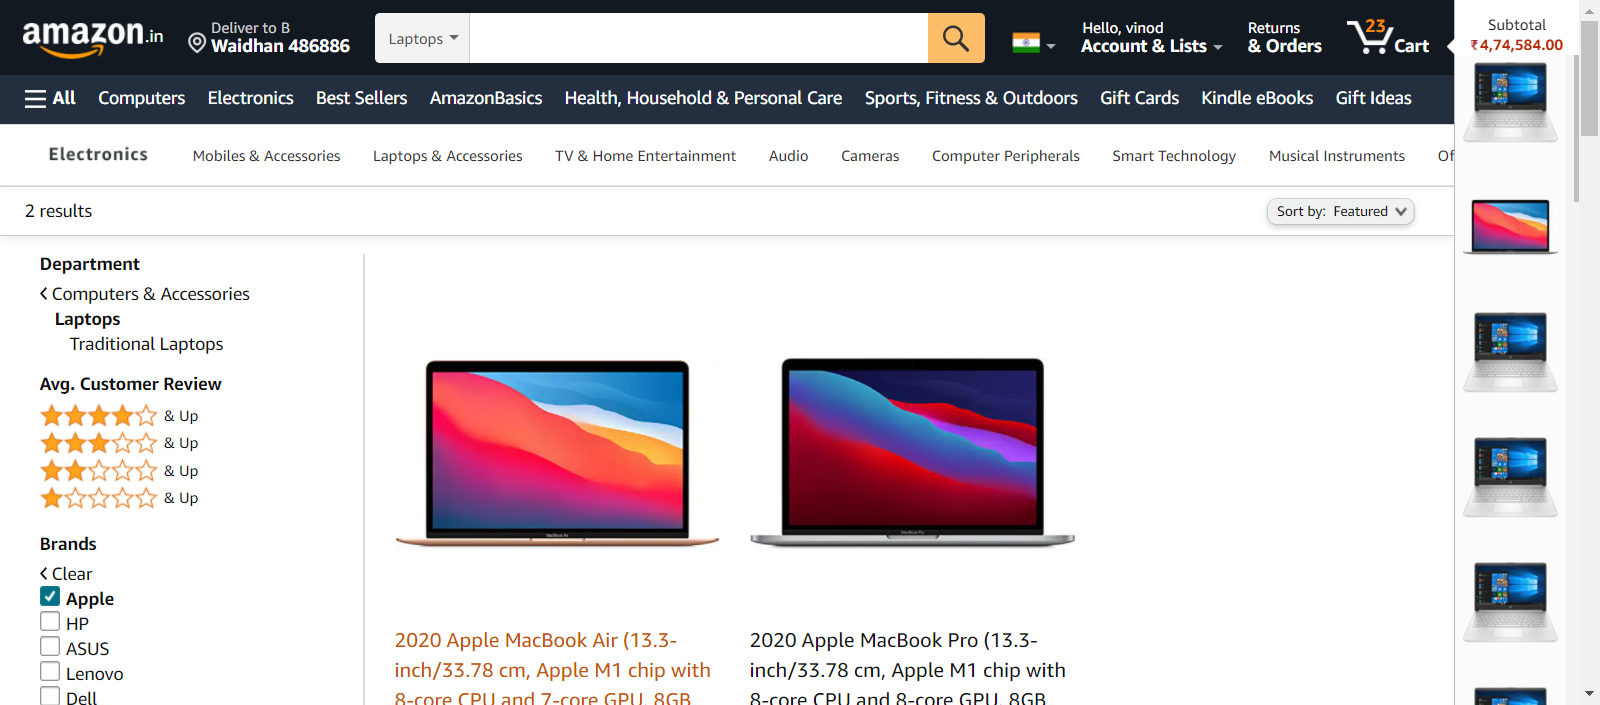 amazon.in
Deliver to B
Waidhan 486886
Laptops
Hello, vinod
Account & Lists
Returns
& Orders
23
Cart
Subtotal
₹4,74,584.00
All
Computers
Electronics
Best Sellers
AmazonBasics
Health, Household & Personal Care
Sports, Fitness & Outdoors
Gift Cards
Kindle eBooks
Gift Ideas
Electronics
Mobiles & Accessories
Laptops & Accessories
TV & Home Entertainment
Audio
Cameras
Computer Peripherals
Smart Technology
Musical Instruments
Of
2 results
Sort by: Featured
Department
Computers & Accessories
Laptops
Traditional Laptops
Avg. Customer Review
& Up
& Up
& Up
& Up
Brands
Clear
Apple
HP
ASUS
Lenovo
Dell
MacBook Air
2020 Apple MacBook Air (13.3-
inch/33.78 cm, Apple M1 chip with
8-core CPU and 7-core GPU, 8GB
MacBook Pro
2020 Apple MacBook Pro (13.3-
inch/33.78 cm, Apple M1 chip with
8-core CPU and 8-core GPU, 8GB